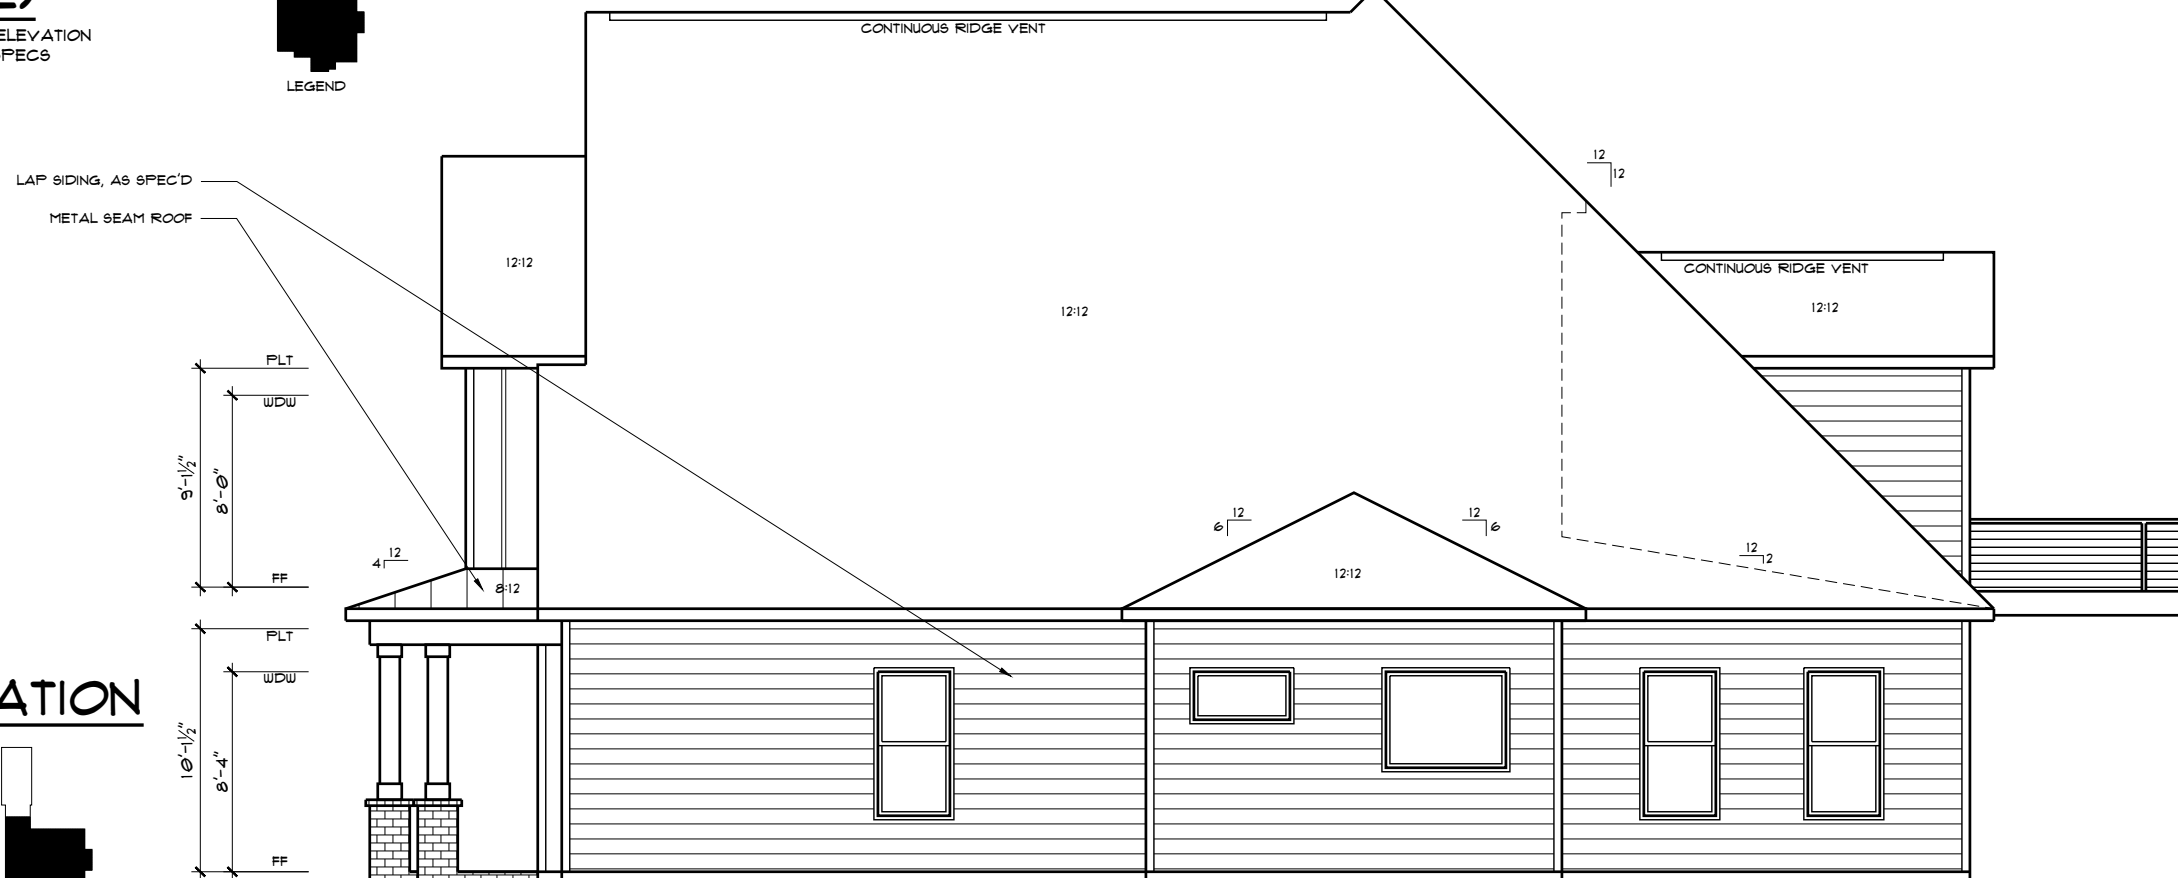 ELEVATION
LEGEND
CONTINUOUS RIDGE VENT
LAP SIDING, AS SPEC'D
METAL SEAM ROOF
12
12
CONTINUOUS RIDGE VENT
12:12
12:12
12:12
PLT
WDW
9'-1½"
8'-0"
FF
12
4
8:12
12
6
12
6
12
2
12:12
PLT
WDW
10'-1½"
8'-4"
FF